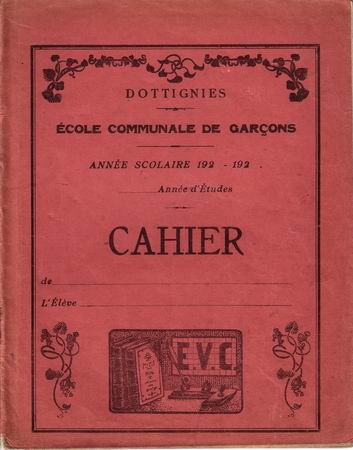 DOTTIGNIES
ÉCOLE COMMUNALE DE GARÇONS
ANNÉE SCOLAIRE 192 - 192 .
Année d'Études
CAHIER
de
L'Élève
E.V.C.